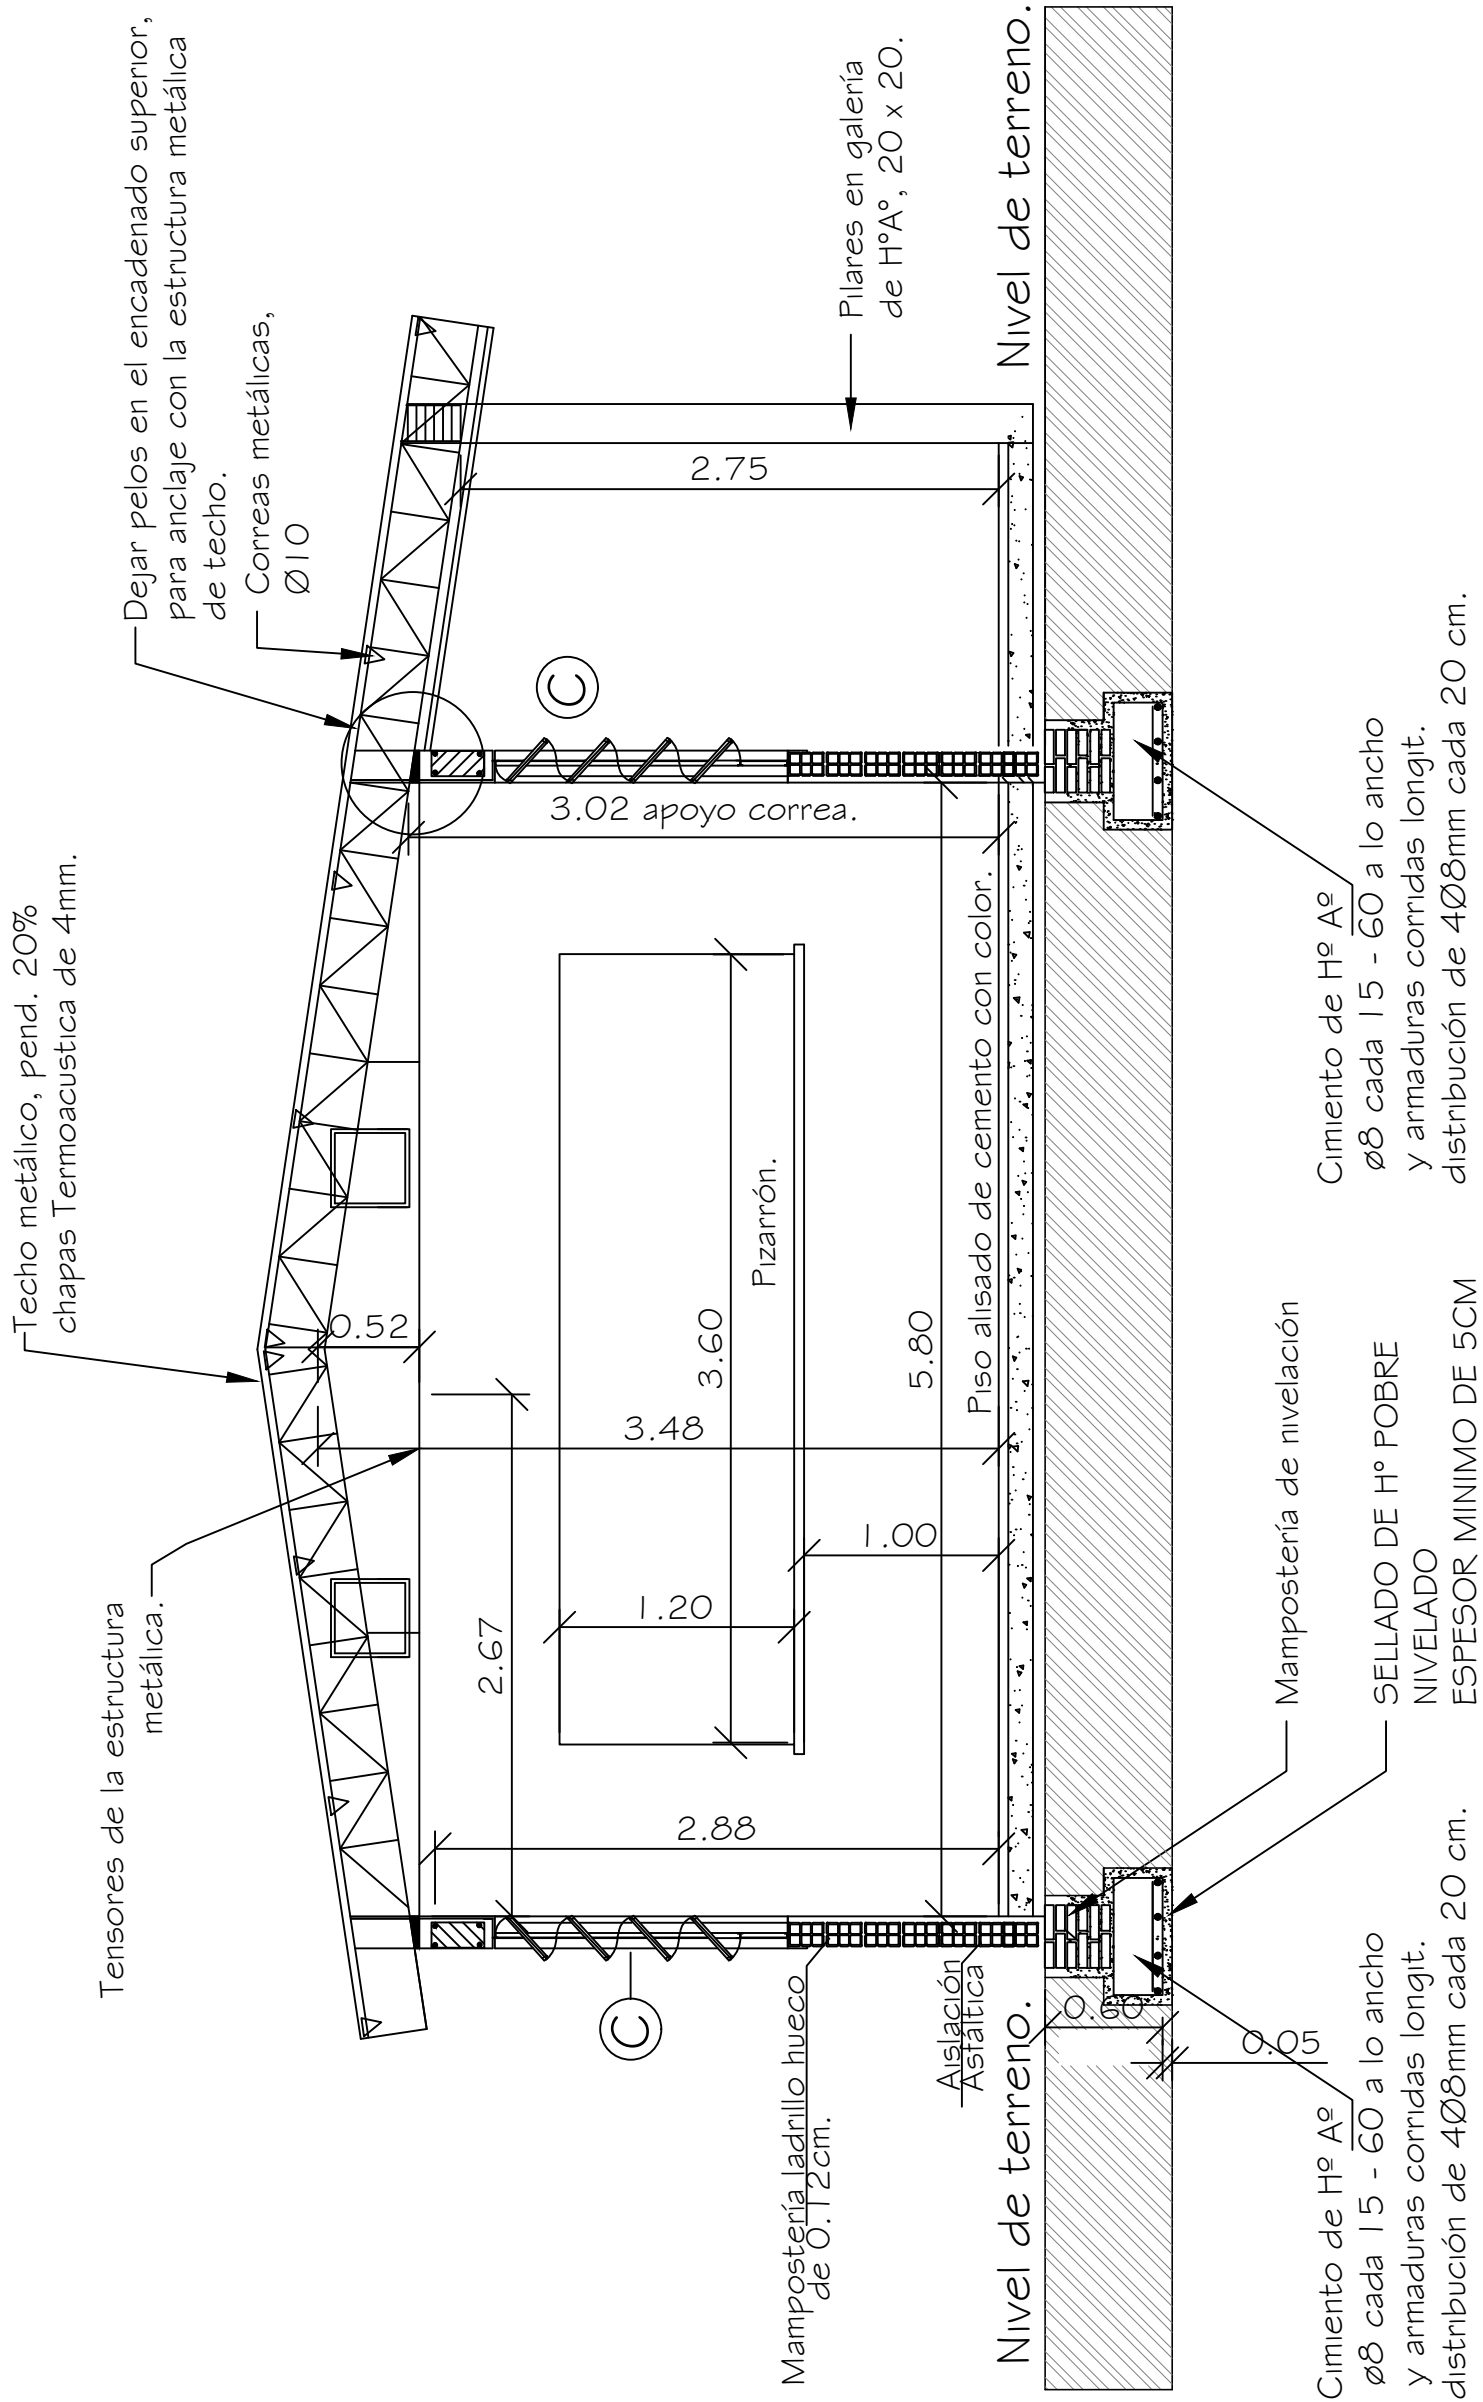 Techo metálico, pend. 20%
chapas Termoacustica de 4mm.
Tensores de la estructura
metálica.
Dejar pelos en el encadenado superior,
para anclaje con la estructura metálica
de techo.
Correas metálicas,
Ø10
0.52
2.67
3.48
2.88
3.02 apoyo correa.
2.75
C
C
1.20
3.60
Pizarrón.
1.00
5.80
Piso alisado de cemento con color.
Pilares en galería
de HºAº, 20 x 20.
Mampostería ladrillo hueco
de 0.12cm.
Aislación
Asfáltica
Nivel de terreno.
Nivel de terreno.
0.60
0.05
Mampostería de nivelación
SELLADO DE Hº POBRE
NIVELADO
ESPESOR MINIMO DE 5CM
Cimiento de Hº Aº
ø8 cada 15 - 60 a lo ancho
y armaduras corridas longit.
distribución de 4Ø8mm cada 20 cm.
Cimiento de Hº Aº
ø8 cada 15 - 60 a lo ancho
y armaduras corridas longit.
distribución de 4Ø8mm cada 20 cm.